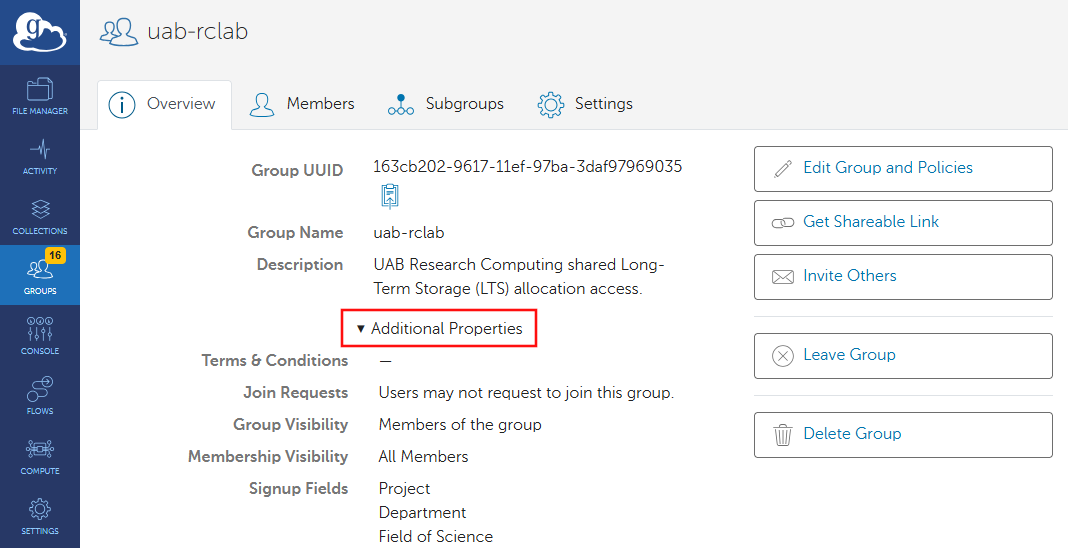 g
uab-rclab
FILE MANAGER
ACTIVITY
COLLECTIONS
16
GROUPS
CONSOLE
FLOWS
COMPUTE
SETTINGS
Overview
Members
Subgroups
Settings
Group UUID 163cb202-9617-11ef-97ba-3daf97969035
Group Name uab-rclab
Description UAB Research Computing shared Long-
Term Storage (LTS) allocation access.
▾ Additional Properties
Terms & Conditions —
Join Requests Users may not request to join this group.
Group Visibility Members of the group
Membership Visibility All Members
Signup Fields Project
Department
Field of Science
Edit Group and Policies
Get Shareable Link
Invite Others
Leave Group
Delete Group